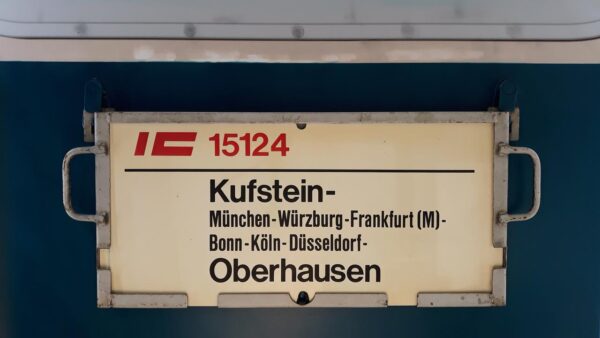 IC 15124
Kufstein-
München-Würzburg-Frankfurt (M)-
Bonn-Köln-Düsseldorf-
Oberhausen